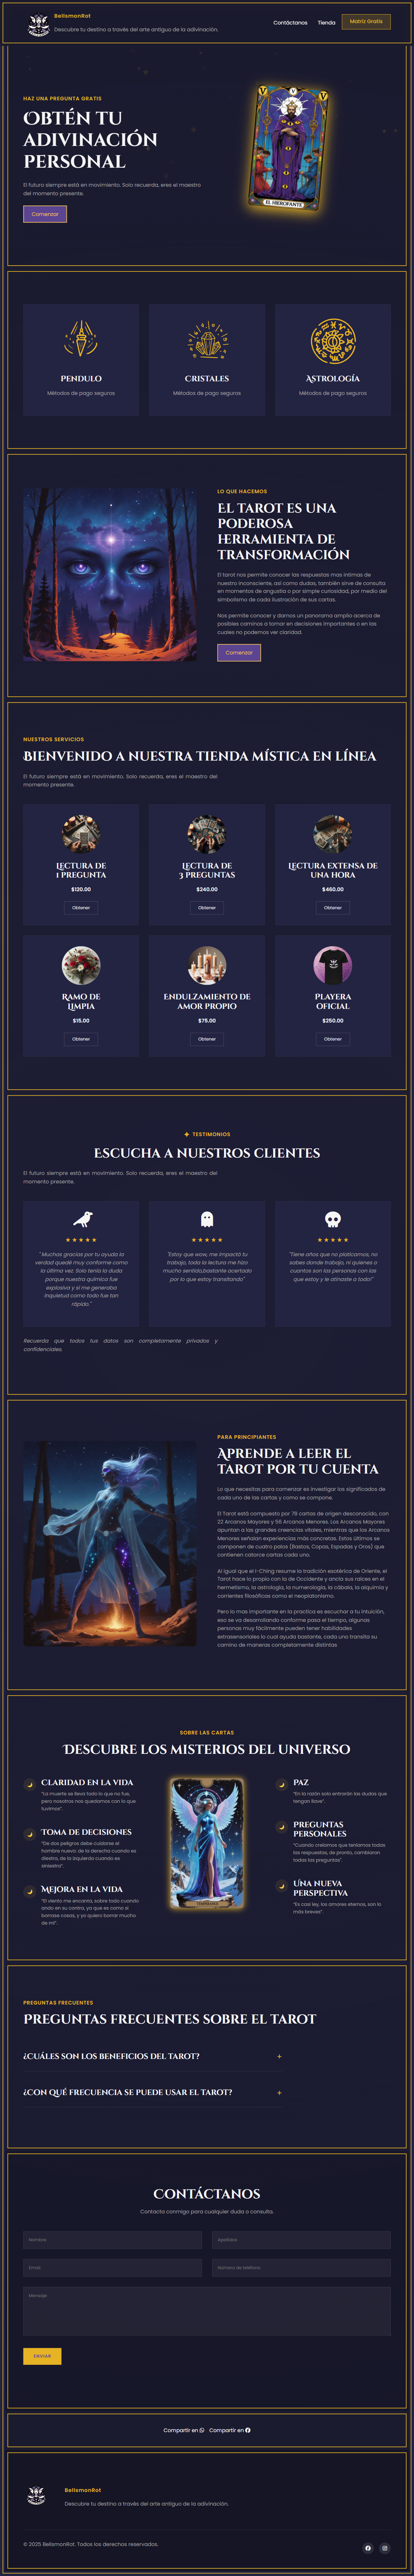 BellsmonRot
Descubre tu destino a través del arte antiguo de la adivinación.
Contáctanos
Tienda
Matriz Gratis
HAZ UNA PREGUNTA GRATIS
Obtén tu
adivinación
personal
El futuro siempre está en movimiento. Solo recuerda, eres el maestro
del momento presente.
Comenzar
V
V
EL HIEROFANTE
Pendulo
Métodos de pago seguros
Cristales
Métodos de pago seguros
Astrología
Métodos de pago seguros
LO QUE HACEMOS
El tarot es una
poderosa
herramienta de
transformación
El tarot nos permite conocer las respuestas mas intimas de
nuestro inconsciente, asi como dudas, también sirve de consulta
en momentos de angustia o por simple curiosidad, por medio del
simbolismo de cada ilustración de sus cartas.
Nos permite conocer y darnos un panorama amplio acerca de
posibles caminos a tomar en decisiones importantes o en las
cuales no podemos ver claridad.
Comenzar
NUESTROS SERVICIOS
Bienvenido a nuestra tienda mística en línea
El futuro siempre está en movimiento. Solo recuerda, eres el maestro del
momento presente.
Lectura de
1 pregunta
$120.00
Obtener
Lectura de
3 preguntas
$240.00
Obtener
Lectura extensa de
una hora
$460.00
Obtener
Ramo de
Limpia
$15.00
Obtener
Endulzamiento de
amor propio
$75.00
Obtener
Playera
oficial
$250.00
Obtener
TESTIMONIOS
Escucha a nuestros clientes
El futuro siempre está en movimiento. Solo recuerda, eres el maestro del
momento presente.
★★★★★
" Muchas gracias por tu ayuda la
verdad quedé muy conforme como
la última vez. Solo tenía la duda
porque nuestra química fue
explosiva y si me generaba
inquietud como todo fue tan
rápido."
★★★★★
"Estoy que wow, me impactó tu
trabajo, toda la lectura me hizo
mucho sentido,bastante acertado
por lo que estoy transitando"
★★★★★
"Tiene años que no platicamos, no
sabes donde trabajo, ni quienes o
cuantos son las personas con las
que estoy y le atinaste a todo!"
Recuerda que todos tus datos son completamente privados y
confidenciales.
PARA PRINCIPIANTES
Aprende a leer el
tarot por tu cuenta
Lo que necesitas para comenzar es investigar los significados de
cada uno de las cartas y como se compone.
El Tarot está compuesto por 78 cartas de origen desconocido, con
22 Arcanos Mayores y 56 Arcanos Menores. Los Arcanos Mayores
apuntan a las grandes creencias vitales, mientras que los Arcanos
Menores señalan experiencias más concretas. Estos últimos se
componen de cuatro palos (Bastos, Copas, Espadas y Oros) que
contienen catorce cartas cada uno.
Al igual que el I-Ching resume la tradición esotérica de Oriente, el
Tarot hace lo propio con la de Occidente y ancla sus raíces en el
hermetismo, la astrología, la numerología, la cábala, la alquimia y
corrientes filosóficas como el neoplatonismo.
Pero lo mas importante en la practica es escuchar a tu intuición,
eso se va desarrollando conforme pasa el tiempo, algunas
personas muy fácilmente pueden tener habilidades
extrasensoriales lo cual ayuda bastante, cada uno transita su
camino de maneras completamente distintas
SOBRE LAS CARTAS
Descubre los misterios del universo
Claridad en la vida
"La muerte se lleva todo lo que no fue,
pero nosotros nos quedamos con lo que
tuvimos".
Toma de decisiones
"De dos peligros debe cuidarse el
hombre nuevo: de la derecha cuando es
diestra, de la izquierda cuando es
siniestra".
Mejora en la vida
"El viento me encanta, sobre todo cuando
anda en su contra, ya que es como si
borrase cosas, y yo quiero borrar mucho
de mí".
Paz
"En la razón solo entrarán las dudas que
tengan llave".
Preguntas
personales
"Cuando creíamos que teníamos todas
las respuestas, de pronto, cambiaron
todas las preguntas".
Una nueva
perspectiva
"Es casi ley, los amores eternos, son lo
más breves".
PREGUNTAS FRECUENTES
Preguntas frecuentes sobre el tarot
¿Cuáles son los beneficios del tarot?
+
¿Con qué frecuencia se puede usar el tarot?
+
Contáctanos
Contacta conmigo para cualquier duda o consulta.
Nombre
Apellidos
Email
Número de teléfono
Mensaje
ENVIAR
Compartir en
Compartir en
BellsmonRot
Descubre tu destino a través del arte antiguo de la adivinación.
© 2025 BellsmonRot. Todos los derechos reservados.